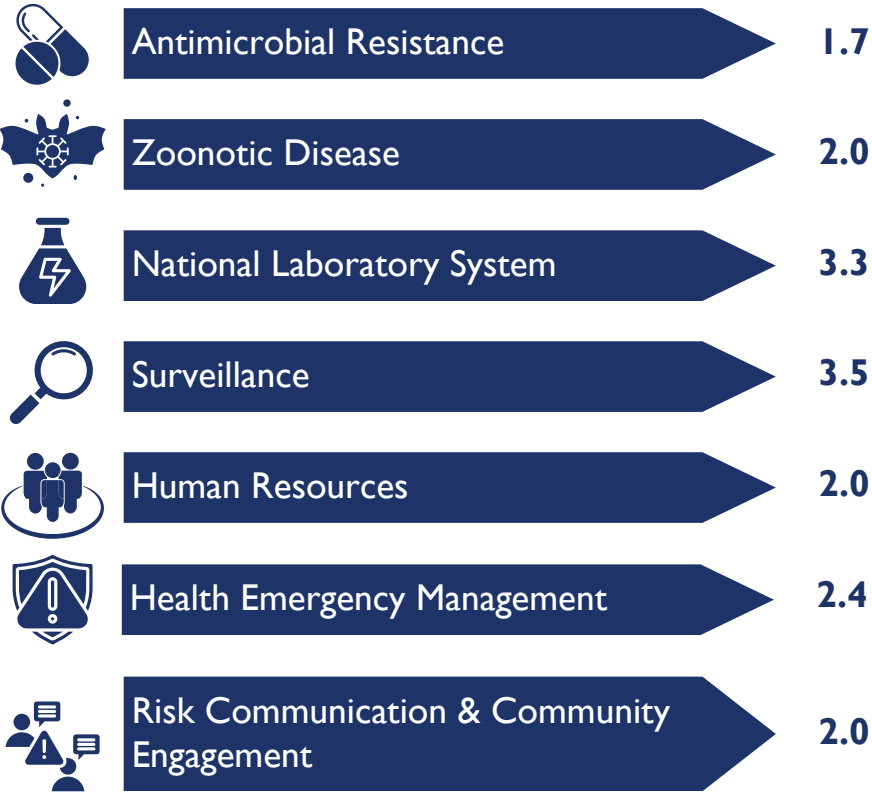 Antimicrobial Resistance 1.7
Zoonotic Disease 2.0
National Laboratory System 3.3
Surveillance 3.5
Human Resources 2.0
Health Emergency Management 2.4
Risk Communication & Community
Engagement
2.0